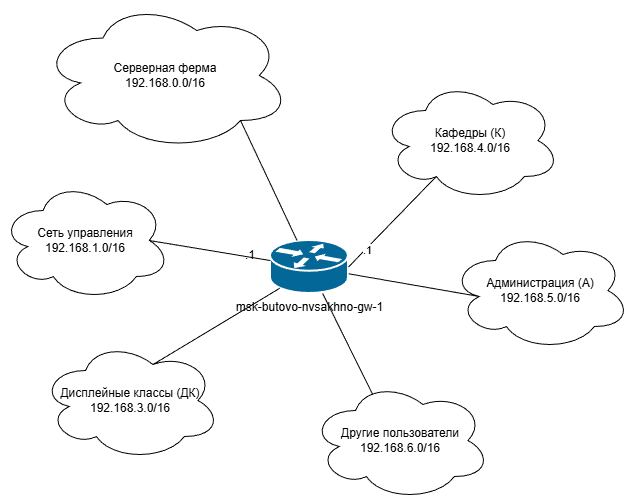 Серверная ферма
192.168.0.0/16
Кафедры (К)
192.168.4.0/16
Сеть управления
192.168.1.0/16
.1
.1
Администрация (А)
192.168.5.0/16
msk-butovo-nvsakhno-gw-1
Дисплейные классы (ДК)
192.168.3.0/16
Другие пользователи
192.168.6.0/16